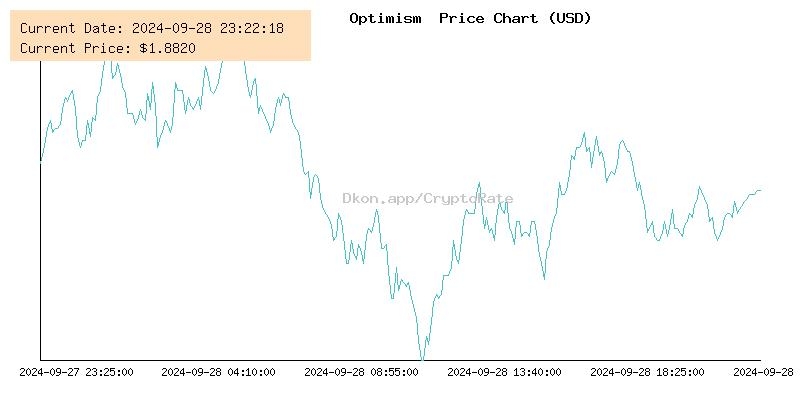 Optimism  Price Chart (USD)
Current Date: 2024-09-28 23:22:18
Current Price: $1.8820
Dkon.app/CryptoRate
2024-09-27 23:25:00 2024-09-28 04:10:00 2024-09-28 08:55:00 2024-09-28 13:40:00 2024-09-28 18:25:00 2024-09-28